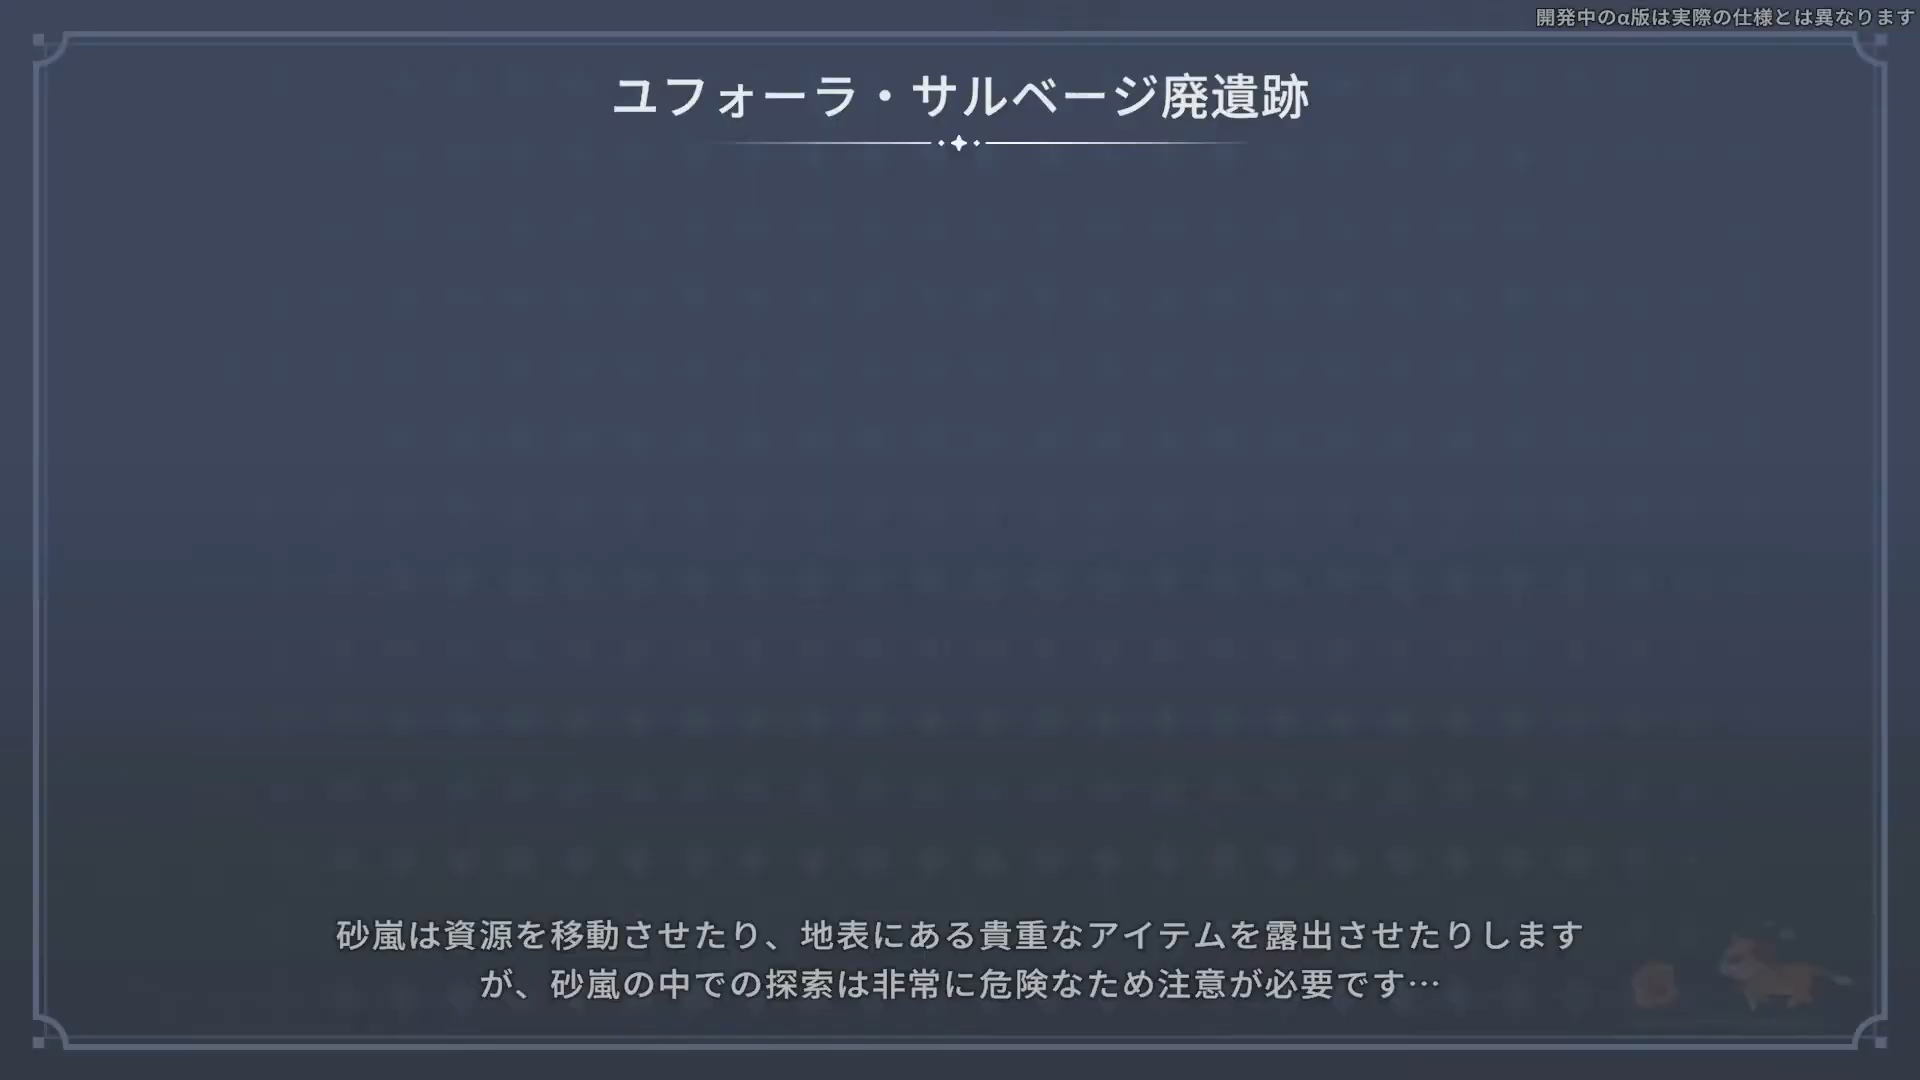 開発中のα版は実際の仕様とは異なります
ユフォーラ・サルベージ廃遺跡
砂嵐は資源を移動させたり、地表にある貴重なアイテムを露出させたりします
が、砂嵐の中での探索は非常に危険なため注意が必要です…